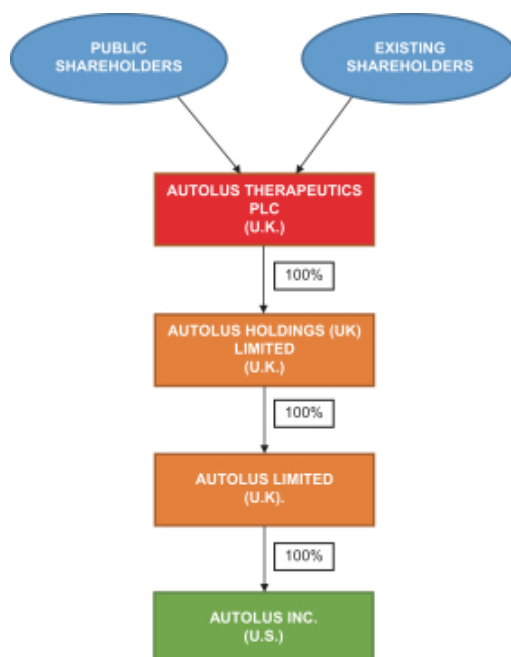 PUBLIC
SHAREHOLDERS
EXISTING
SHAREHOLDERS
AUTOLUS THERAPEUTICS
PLC
(U.K.)
100%
AUTOLUS HOLDINGS (UK)
LIMITED
(U.K.)
100%
AUTOLUS LIMITED
(U.K).
100%
AUTOLUS INC.
(U.S.)